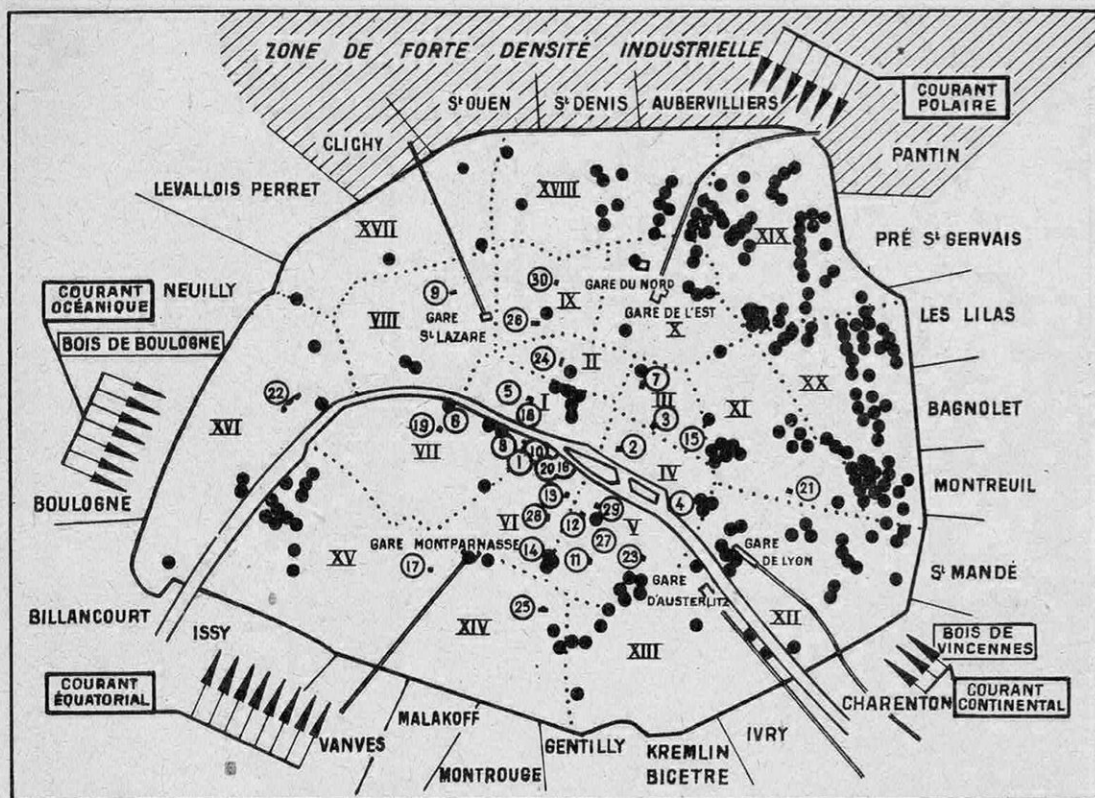 ZONE DE FORTE DENSITÉ INDUSTRIELLE
COURANT
POLAIRE
St OUEN
St DENIS
AUBERVILLIERS
CLICHY
PANTIN
LEVALLOIS PERRET
XVIII
XVII
XIX
PRÉ St GERVAIS
COURANT
OCÉANIQUE
NEUILLY
30
9
IX
GARE DU NORD
GARE DE L'EST
BOIS DE BOULOGNE
VIII
GARE
St LAZARE
26
X
LES LILAS
24
II
7
XX
22
5
I
III
XI
BAGNOLET
XVI
18
19
6
3
VII
8
10
15
2
1
20
16
IV
BOULOGNE
13
4
21
MONTREUIL
VI
28
12
29
V
GARE MONTPARNASSE
27
XV
17
14
11
23
GARE
DE LYON
St MANDÉ
GARE
D'AUSTERLITZ
25
BILLANCOURT
ISSY
XIV
XIII
XII
BOIS DE
VINCENNES
COURANT
ÉQUATORIAL
CHARENTON
COURANT
CONTINENTAL
MALAKOFF
VANVES
GENTILLY
KREMLIN
BICETRE
IVRY
MONTROUGE